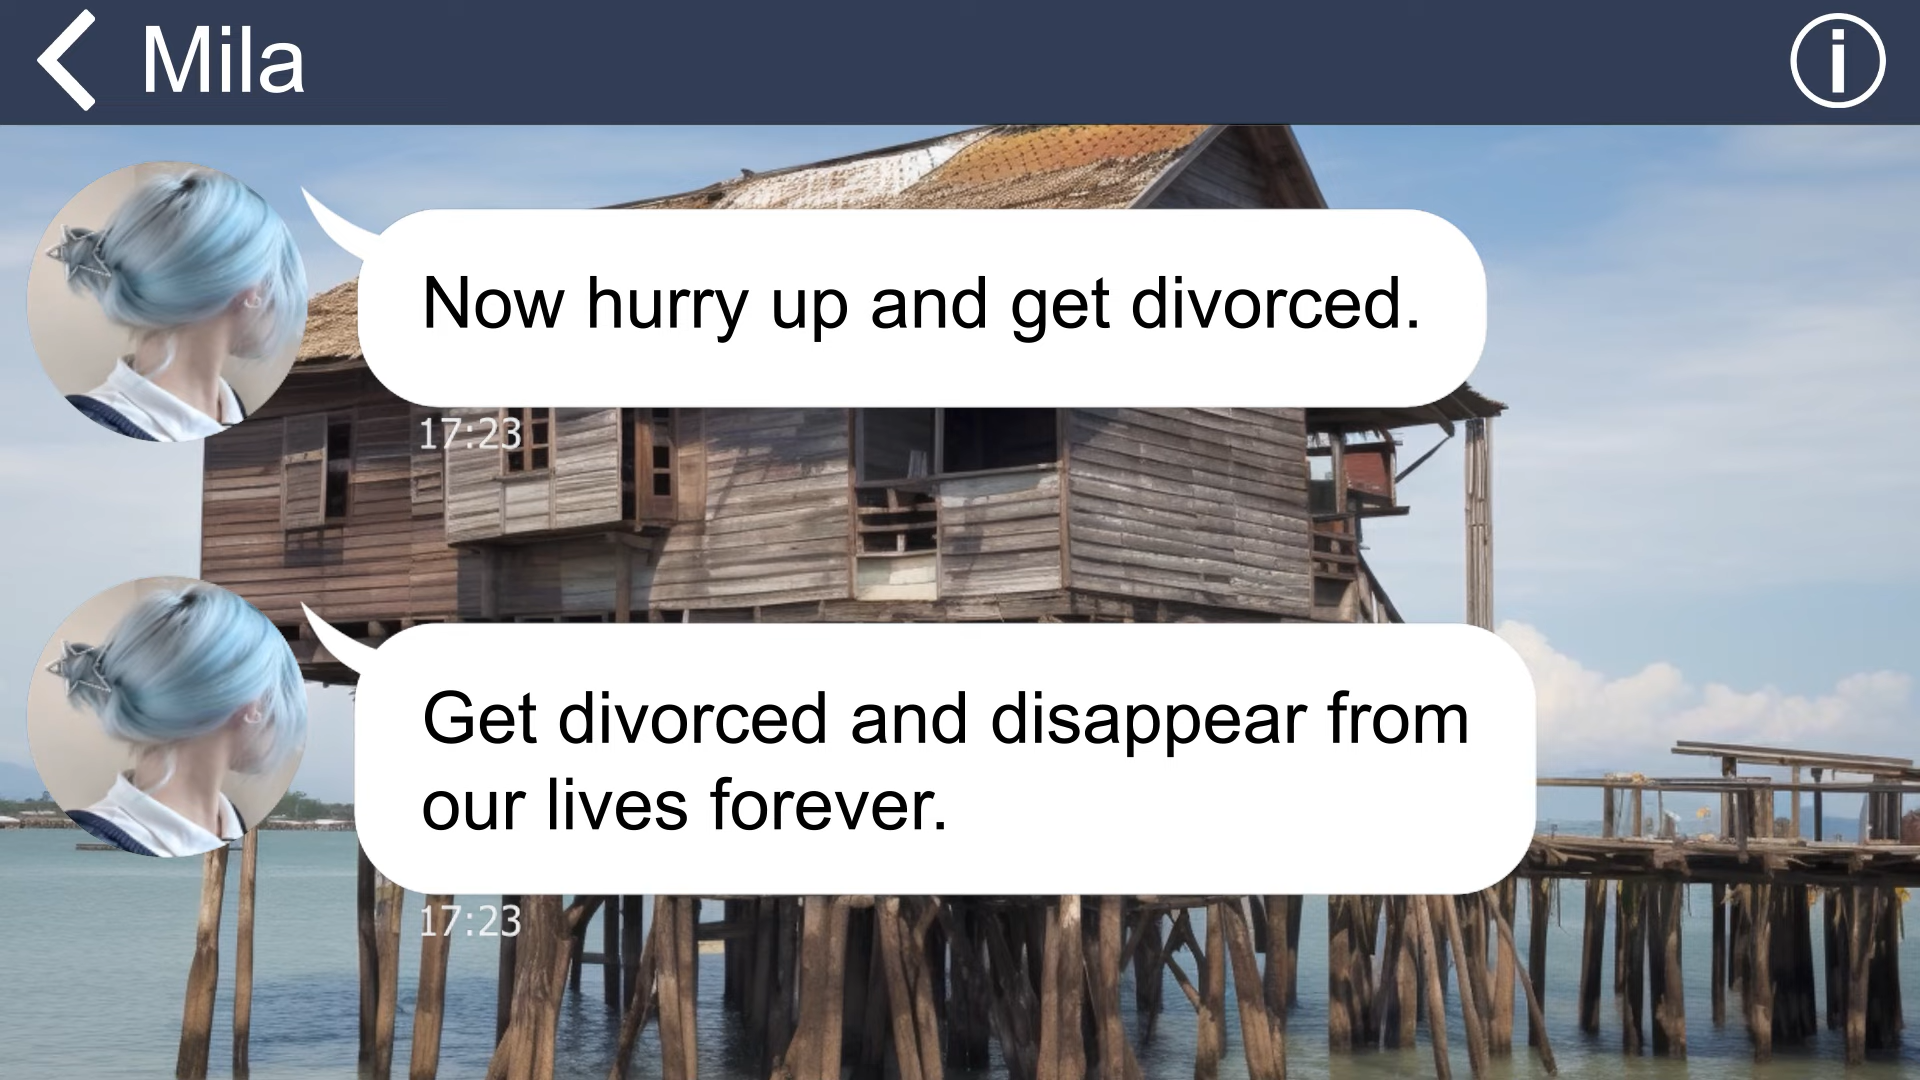 Mila
Now hurry up and get divorced.
17:23
Get divorced and disappear from
our lives forever.
17:23